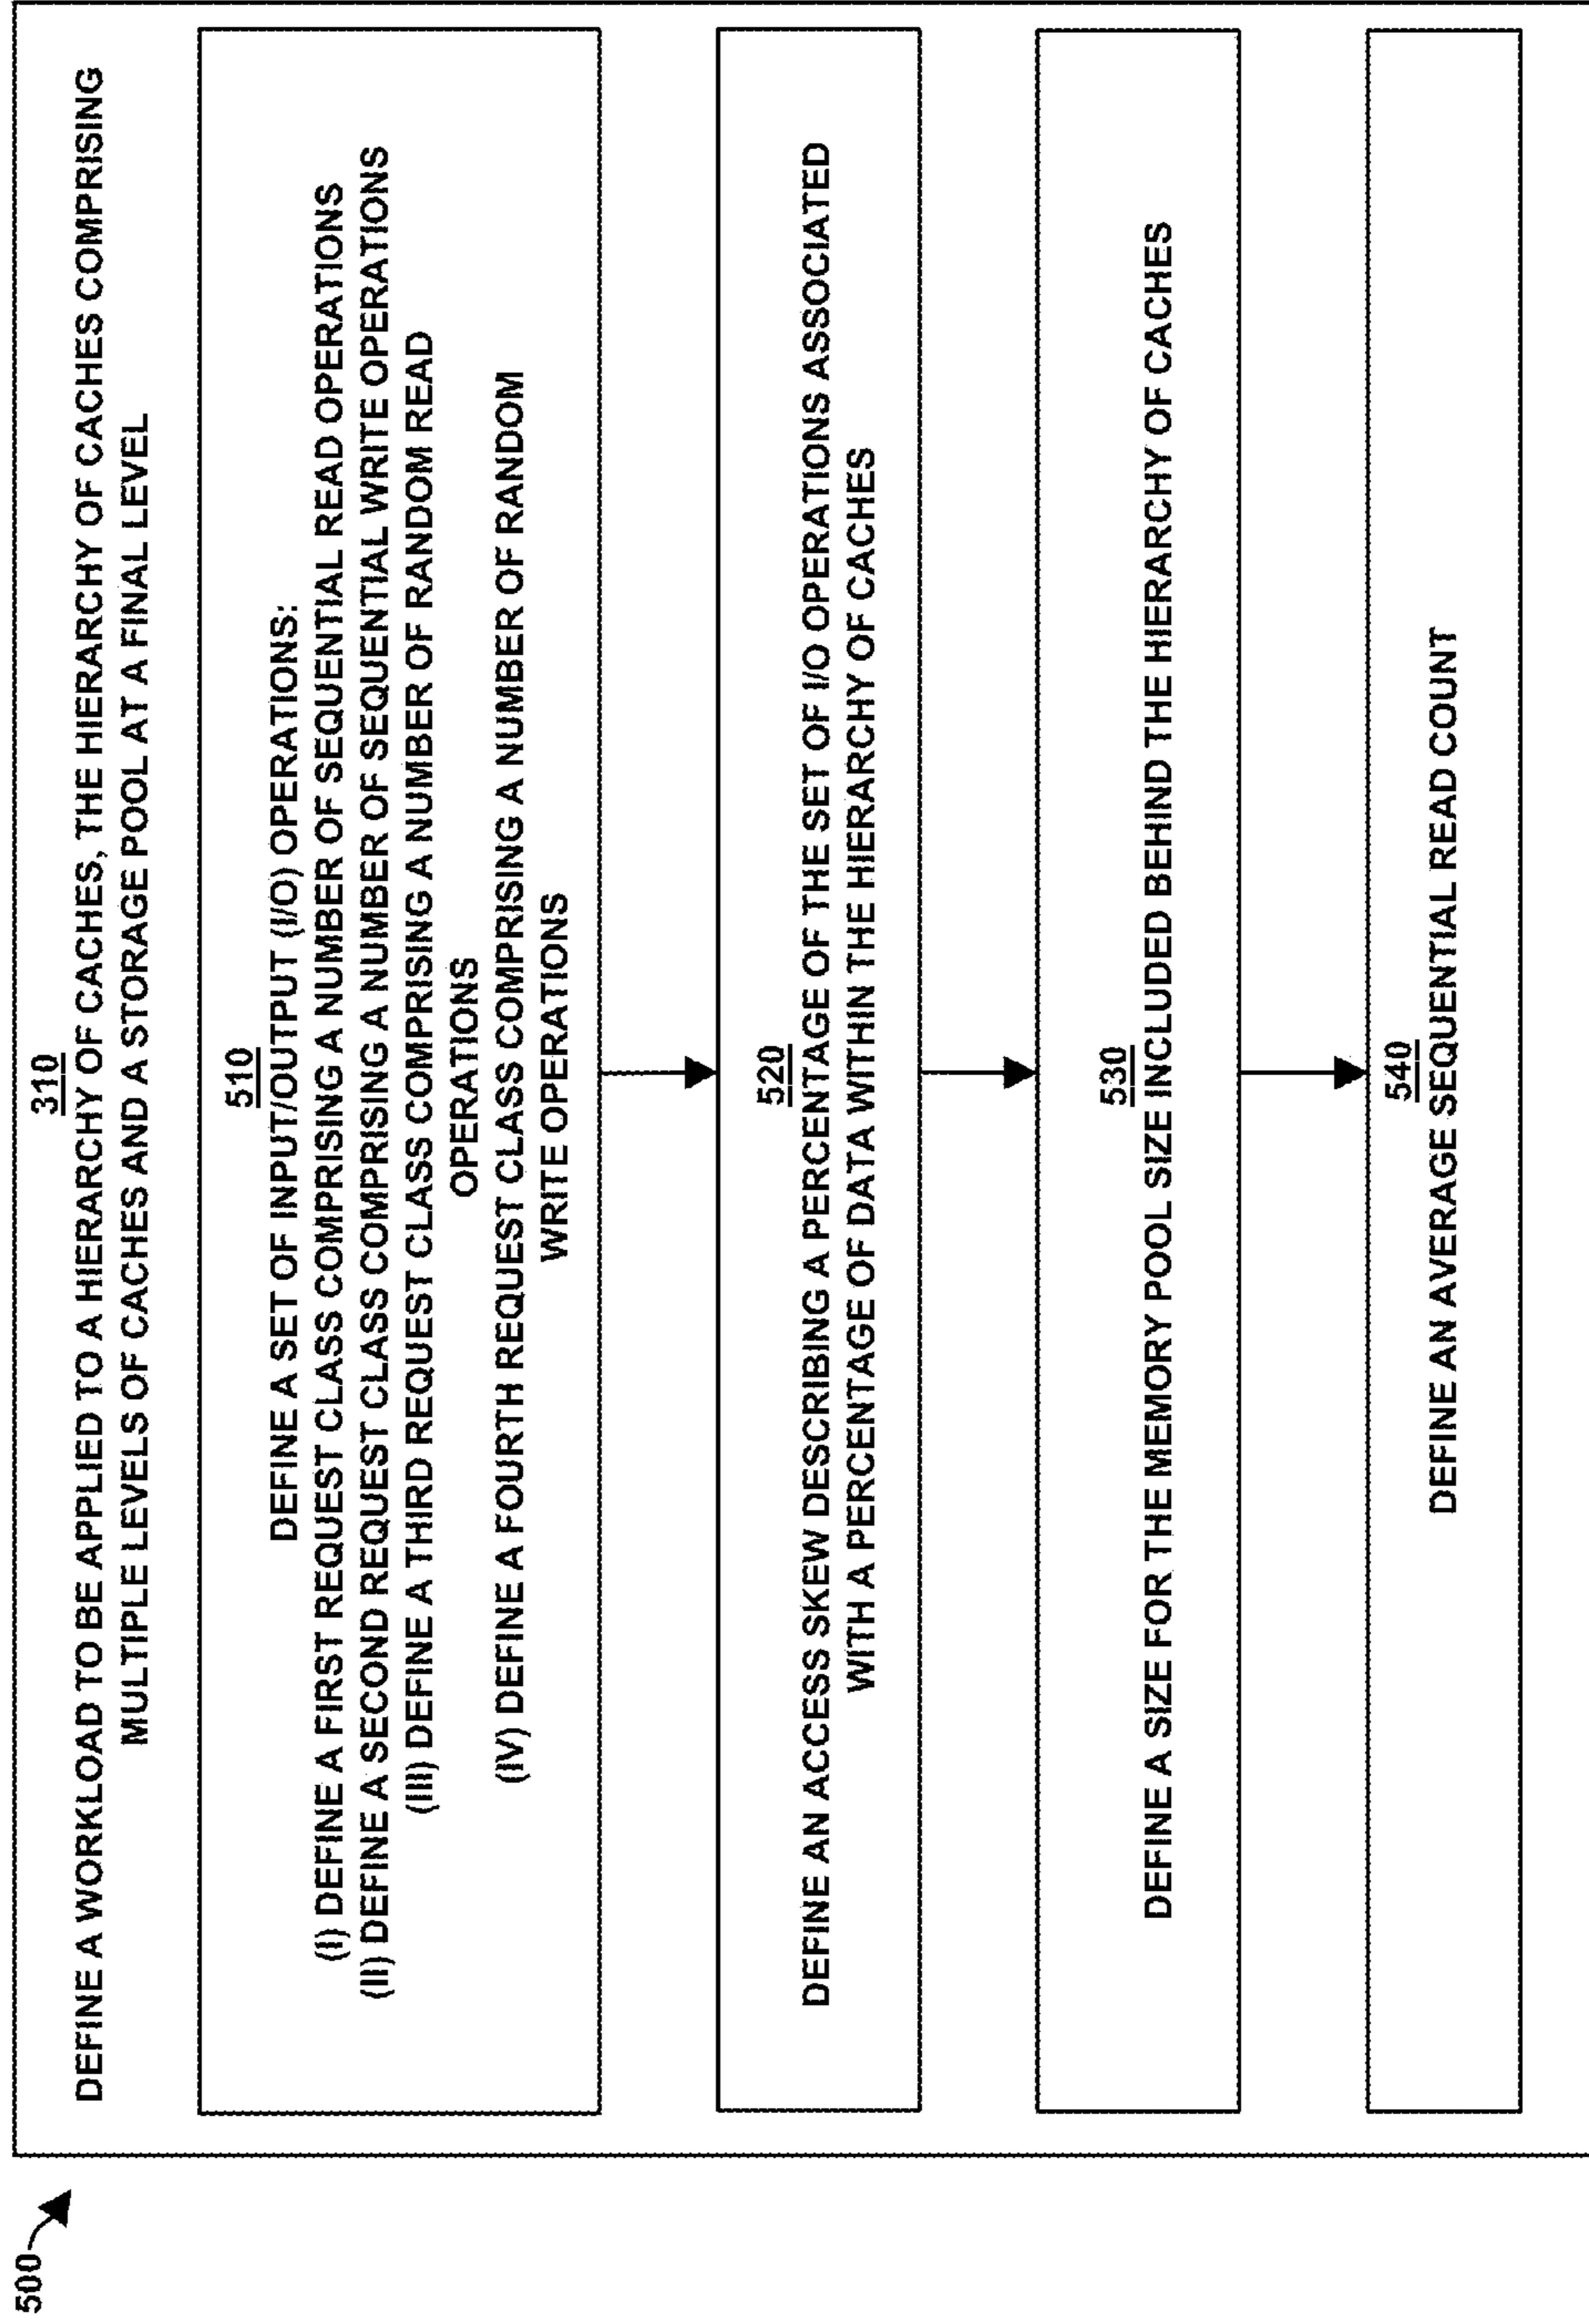 500
310
DEFINE A WORKLOAD TO BE APPLIED TO A HIERARCHY OF CACHES, THE HIERARCHY OF CACHES COMPRISING
MULTIPLE LEVELS OF CACHES AND A STORAGE POOL AT A FINAL LEVEL
510
DEFINE A SET OF INPUT/OUTPUT (I/O) OPERATIONS:
(I) DEFINE A FIRST REQUEST CLASS COMPRISING A NUMBER OF SEQUENTIAL READ OPERATIONS
(II) DEFINE A SECOND REQUEST CLASS COMPRISING A NUMBER OF SEQUENTIAL WRITE OPERATIONS
(III) DEFINE A THIRD REQUEST CLASS COMPRISING A NUMBER OF RANDOM READ
OPERATIONS
(IV) DEFINE A FOURTH REQUEST CLASS COMPRISING A NUMBER OF RANDOM
WRITE OPERATIONS
520
DEFINE AN ACCESS SKEW DESCRIBING A PERCENTAGE OF THE SET OF I/O OPERATIONS ASSOCIATED
WITH A PERCENTAGE OF DATA WITHIN THE HIERARCHY OF CACHES
530
DEFINE A SIZE FOR THE MEMORY POOL SIZE INCLUDED BEHIND THE HIERARCHY OF CACHES
540
DEFINE AN AVERAGE SEQUENTIAL READ COUNT